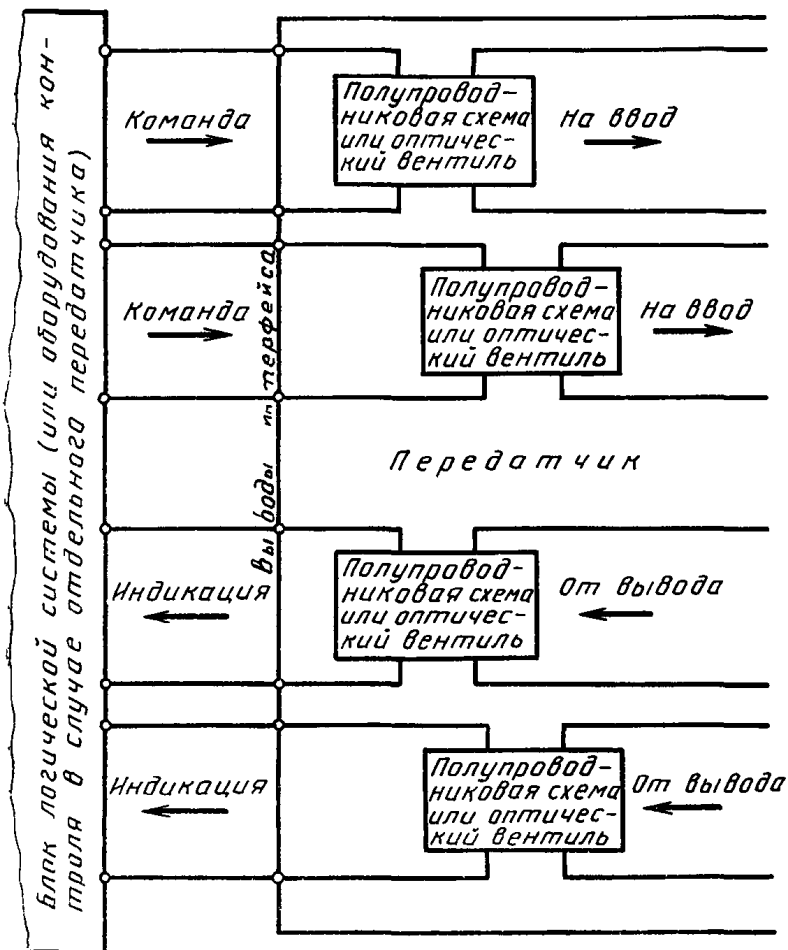 Блок логической системы (или оборудования кон-
троля в случае отдельного передатчика)
Команда
Полупровод-
никовая схема
или оптичес-
кий вентиль
На ввод
Команда
Полупровод-
никовая схема
или оптичес-
кий вентиль
На ввод
Выводы интерфейса
Передатчик
Индикация
Полупровод-
никовая схема
или оптичес-
кий вентиль
От вывода
Индикация
Полупровод-
никовая схема
или оптичес-
кий вентиль
От вывода